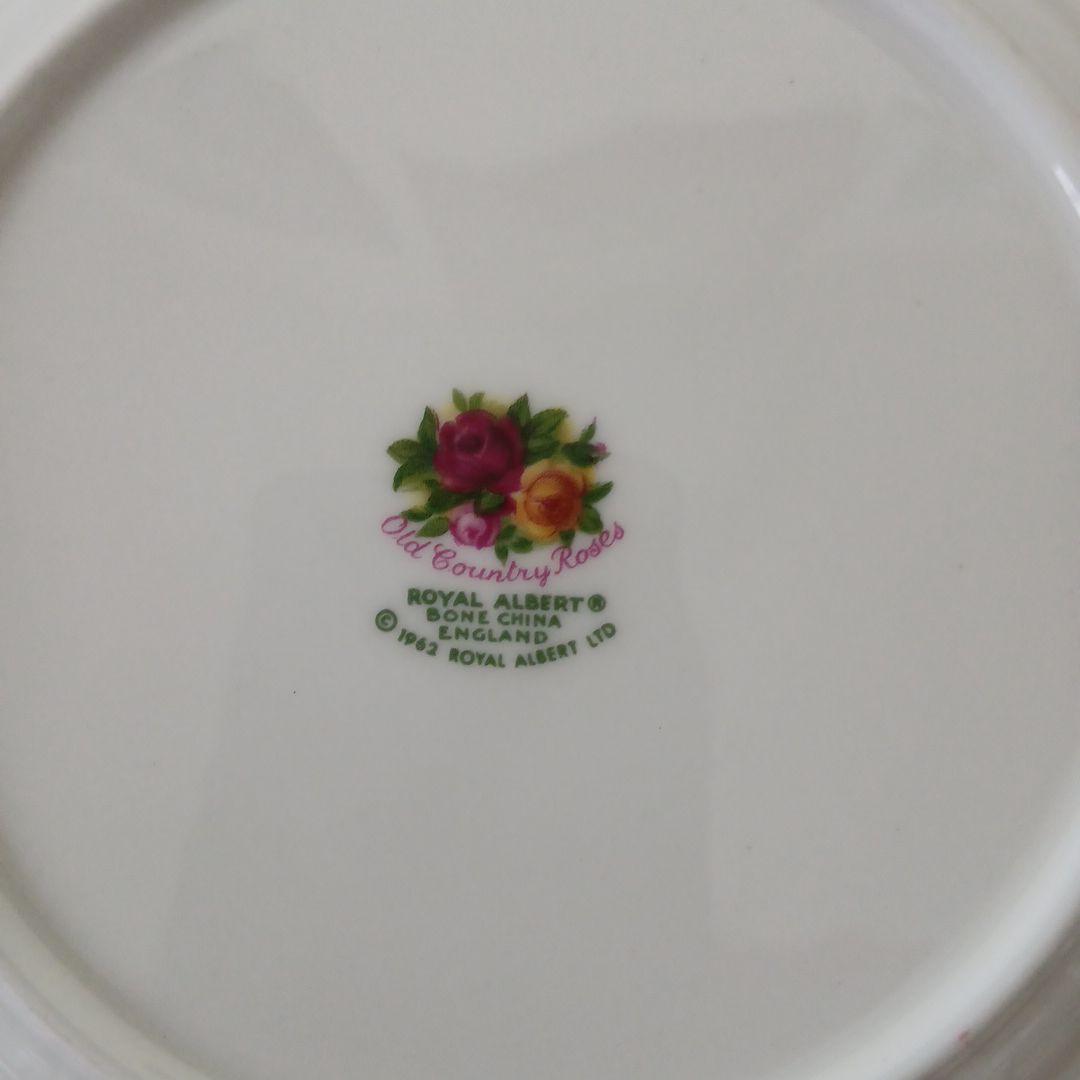 Old Country Roses
ROYAL ALBERT®
BONE CHINA
ENGLAND
© 1962 ROYAL ALBERT LTD